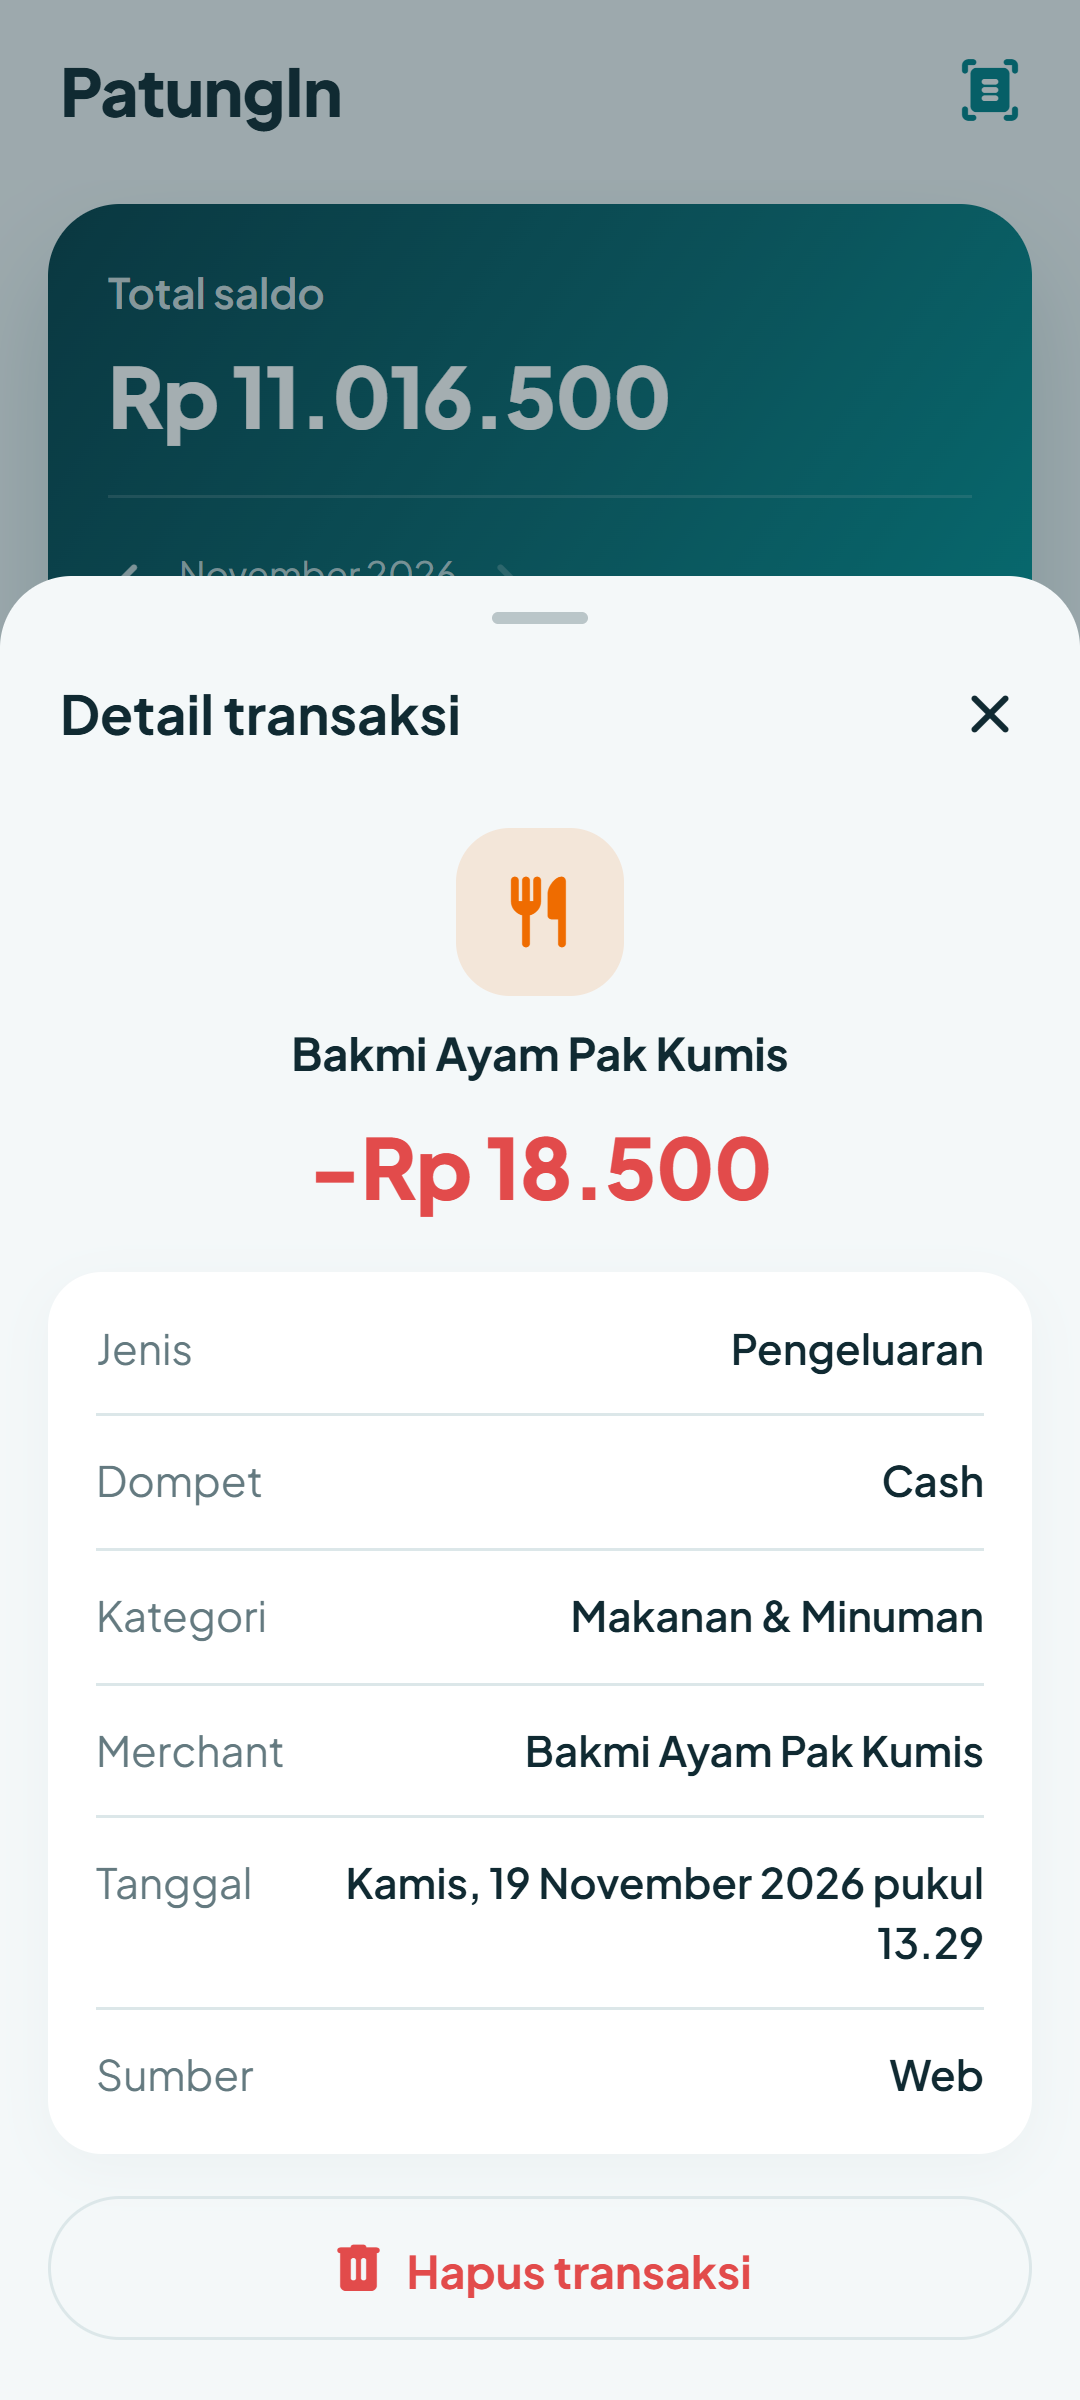 PatungIn
Total saldo
Rp 11.016.500
November 2026
Detail transaksi
Bakmi Ayam Pak Kumis
−Rp 18.500
Jenis
Pengeluaran
Dompet
Cash
Kategori
Makanan & Minuman
Merchant
Bakmi Ayam Pak Kumis
Tanggal
Kamis, 19 November 2026 pukul
13.29
Sumber
Web
Hapus transaksi